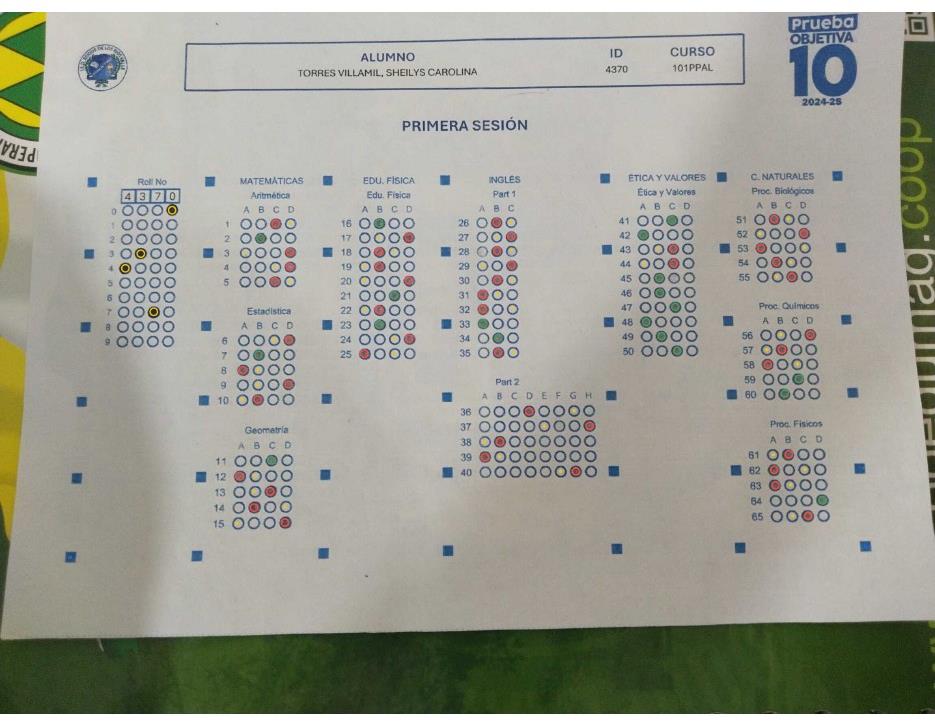 Prueba
OBJETIVA
10
2024-25
ALUMNO ID CURSO
TORRES VILLAMIL, SHEILYS CAROLINA 4370 101PPAL
PRIMERA SESIÓN
Roll No
4 3 7 0
0
1
2
3
4
5
6
7
8
9
MATEMÁTICAS
Aritmética
A B C D
1
2
3
4
5
Estadística
A B C D
6
7
8
9
10
Geometría
A B C D
11
12
13
14
15
EDU. FÍSICA
Edu. Física
A B C D
16
17
18
19
20
21
22
23
24
25
INGLÉS
Part 1
A B C
26
27
28
29
30
31
32
33
34
35
Part 2
A B C D E F G H
36
37
38
39
40
ÉTICA Y VALORES
Ética y Valores
A B C D
41
42
43
44
45
46
47
48
49
50
C. NATURALES
Proc. Biológicos
A B C D
51
52
53
54
55
Proc. Químicos
A B C D
56
57
58
59
60
Proc. Físicos
A B C D
61
62
63
64
65
.coop